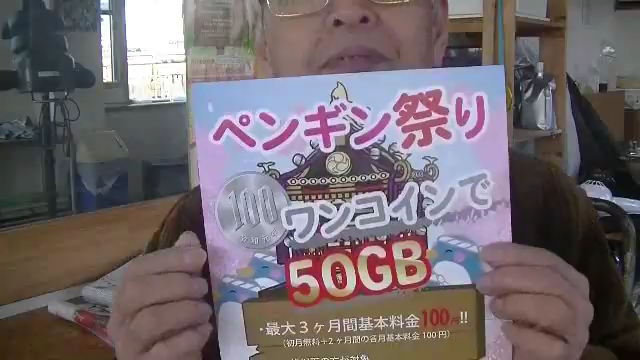 ペンギン祭り
100
ワンコインで
50GB
・最大3ヶ月間基本料金100円!!
(初月無料+2ヶ月間の各月基本料金100円)